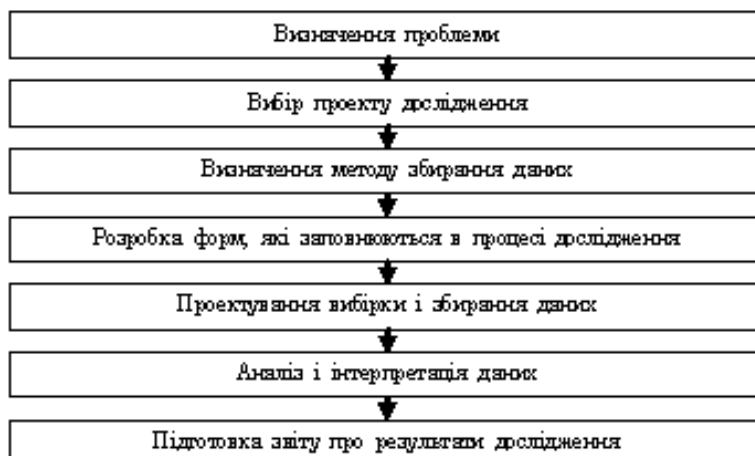 Визначення проблеми
Вибір проекту дослідження
Визначення методу збирання даних
Розробка форм, які заповнюються в процесі дослідження
Проектування вибірки і збирання даних
Аналіз і інтерпретація даних
Підготовка звіту про результати дослідження